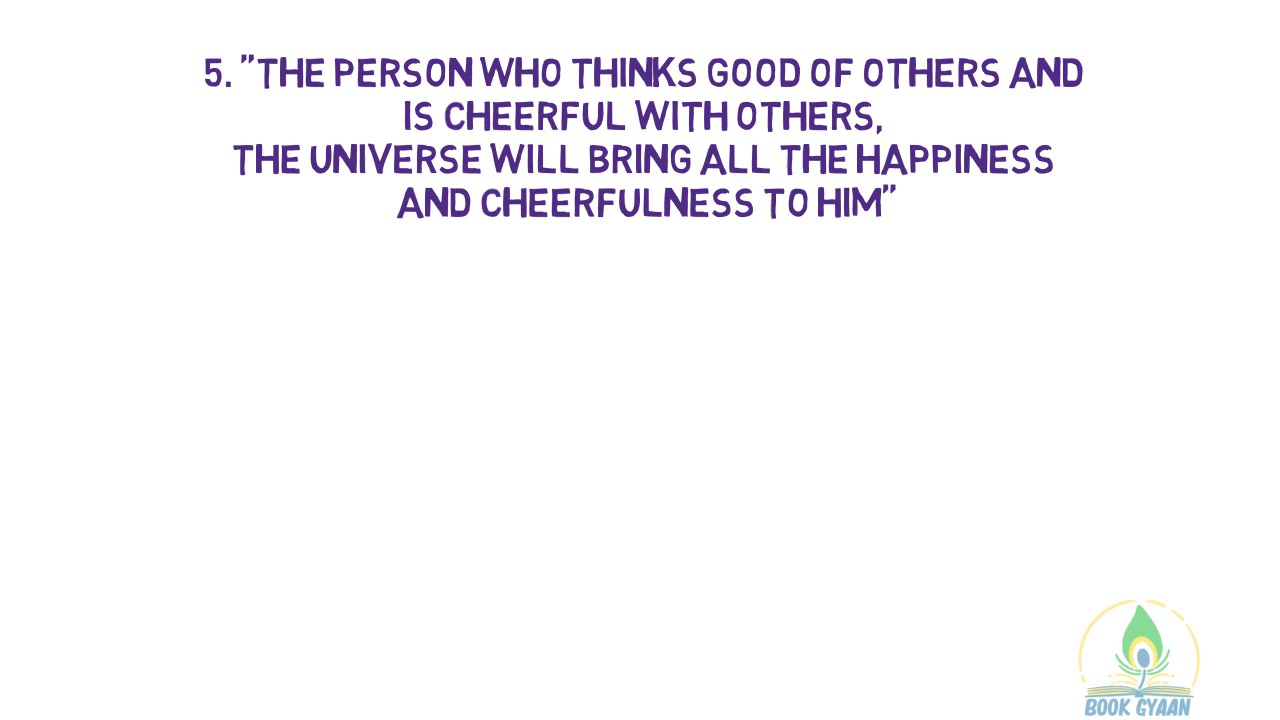 5. "THE PERSON WHO THINKS GOOD OF OTHERS AND
IS CHEERFUL WITH OTHERS,
THE UNIVERSE WILL BRING ALL THE HAPPINESS
AND CHEERFULNESS TO HIM"
BOOK GYAAN